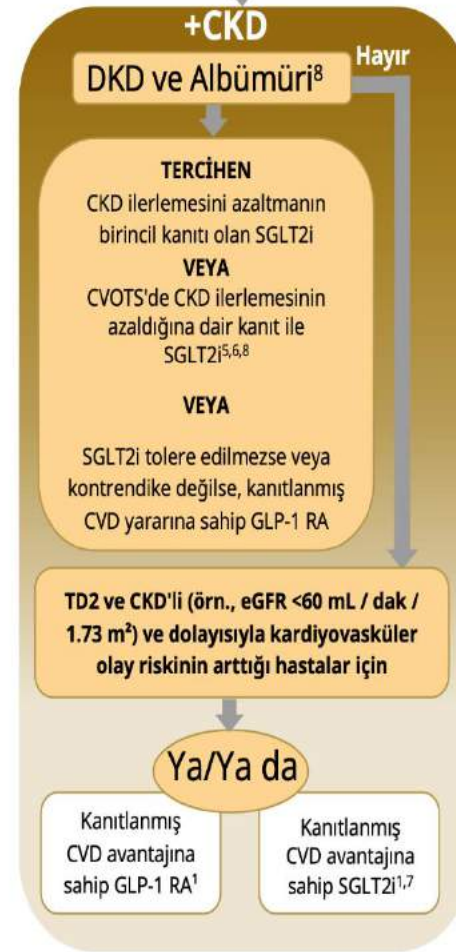 +CKD
DKD ve Albümüri⁸
Hayır
TERCİHEN
CKD ilerlemesini azaltmanın
birincil kanıtı olan SGLT2i
VEYA
CVOTS'de CKD ilerlemesinin
azaldığına dair kanıt ile
SGLT2i⁵,⁶,⁸
VEYA
SGLT2i tolere edilmezse veya
kontrendike değilse, kanıtlanmış
CVD yararına sahip GLP-1 RA
TD2 ve CKD'li (örn., eGFR <60 mL / dak /
1.73 m²) ve dolayısıyla kardiyovasküler
olay riskinin arttığı hastalar için
Ya/Ya da
Kanıtlanmış
CVD avantajına
sahip GLP-1 RA¹
Kanıtlanmış
CVD avantajına
sahip SGLT2i¹,⁷